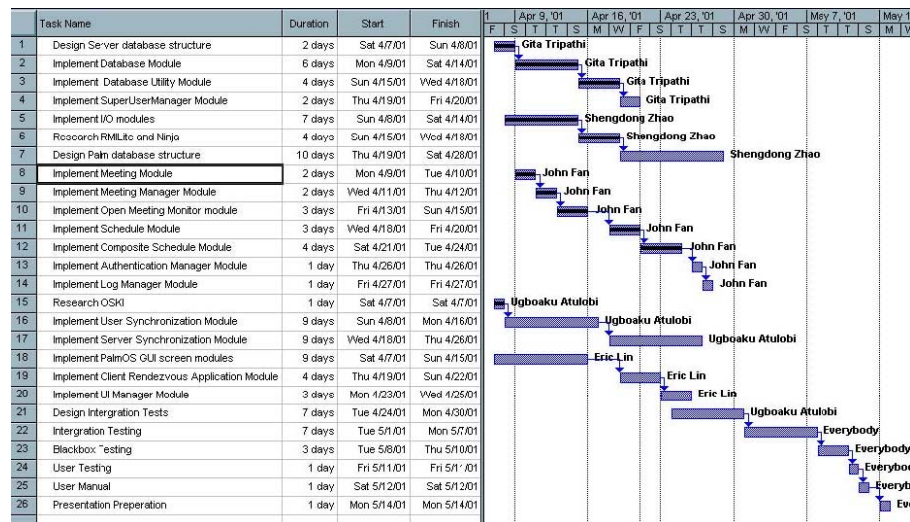 Task Name Duration Start Finish Apr 9, '01 Apr 16, '01 Apr 23, '01 Apr 30, '01 May 7, '01 May 1
F S T T S M W F S T T S M W F S T T S M
1 Design Server database structure 2 days Sat 4/7/01 Sun 4/8/01 Gita Tripathi
2 Implement Database Module 6 days Mon 4/9/01 Sat 4/14/01 Gita Tripathi
3 Implement Database Utility Module 4 days Sun 4/15/01 Wed 4/18/01 Gita Tripathi
4 Implement SuperUserManager Module 2 days Thu 4/19/01 Fri 4/20/01 Gita Tripathi
5 Implement I/O modules 7 days Sun 4/8/01 Sat 4/14/01 Shengdong Zhao
6 Research RMILite and Ninja 4 days Sun 4/15/01 Wed 4/18/01 Shengdong Zhao
7 Design Palm database structure 10 days Thu 4/19/01 Sat 4/28/01 Shengdong Zhao
8 Implement Meeting Module 2 days Mon 4/9/01 Tue 4/10/01 John Fan
9 Implement Meeting Manager Module 2 days Wed 4/11/01 Thu 4/12/01 John Fan
10 Implement Open Meeting Monitor module 3 days Fri 4/13/01 Sun 4/15/01 John Fan
11 Implement Schedule Module 3 days Wed 4/18/01 Fri 4/20/01 John Fan
12 Implement Composite Schedule Module 4 days Sat 4/21/01 Tue 4/24/01 John Fan
13 Implement Authentication Manager Module 1 day Thu 4/26/01 Thu 4/26/01 John Fan
14 Implement Log Manager Module 1 day Fri 4/27/01 Fri 4/27/01 John Fan
15 Research OSKI 1 day Sat 4/7/01 Sat 4/7/01 Ugboaku Atulobi
16 Implement User Synchronization Module 9 days Sun 4/8/01 Mon 4/16/01 Ugboaku Atulobi
17 Implement Server Synchronization Module 9 days Wed 4/18/01 Thu 4/26/01 Ugboaku Atulobi
18 Implement PalmOS GUI screen modules 9 days Sat 4/7/01 Sun 4/15/01 Eric Lin
19 Implement Client Rendezvous Application Module 4 days Thu 4/19/01 Sun 4/22/01 Eric Lin
20 Implement UI Manager Module 3 days Mon 4/23/01 Wed 4/25/01 Eric Lin
21 Design Intergration Tests 7 days Tue 4/24/01 Mon 4/30/01 Ugboaku Atulobi
22 Intergration Testing 7 days Tue 5/1/01 Mon 5/7/01 Everybody
23 Blackbox Testing 3 days Tue 5/8/01 Thu 5/10/01 Everybody
24 User Testing 1 day Fri 5/11/01 Fri 5/11/01 Everybo
25 User Manual 1 day Sat 5/12/01 Sat 5/12/01 Everyb
26 Presentation Preperation 1 day Mon 5/14/01 Mon 5/14/01 Ev